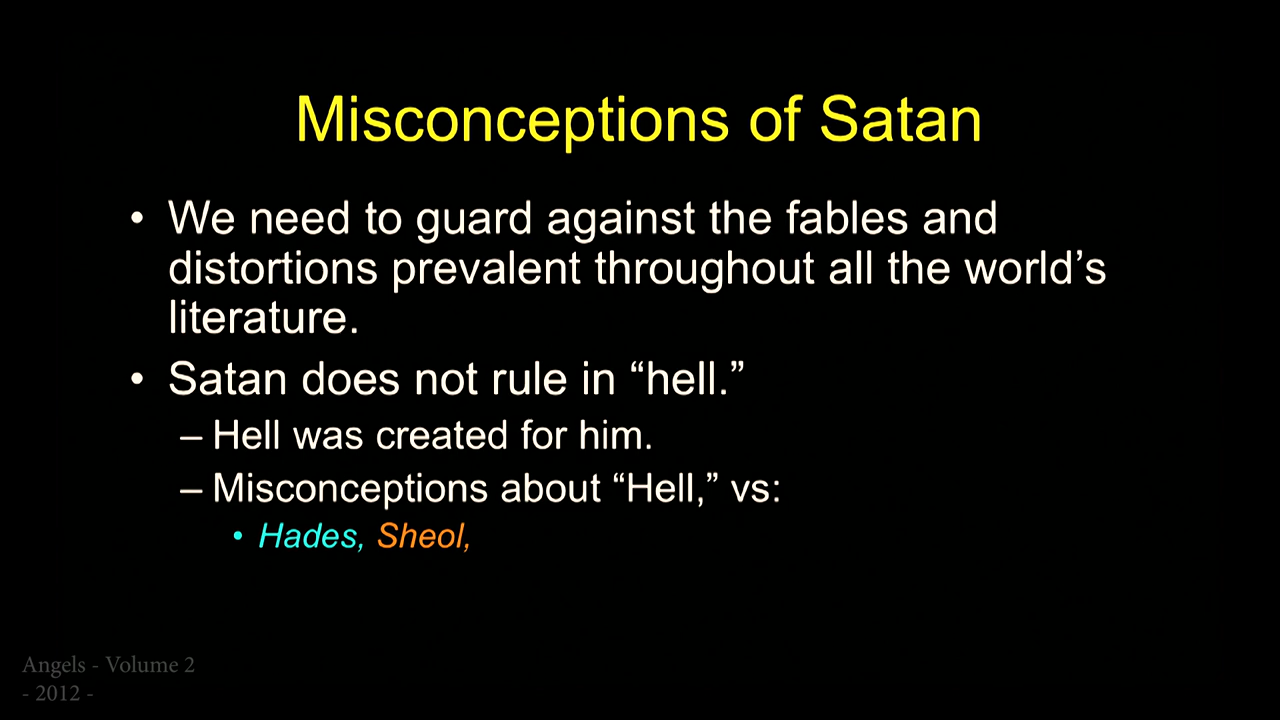 Misconceptions of Satan
• We need to guard against the fables and
distortions prevalent throughout all the world’s
literature.
• Satan does not rule in “hell.”
– Hell was created for him.
– Misconceptions about “Hell,” vs:
• Hades, Sheol,
Angels - Volume 2
- 2012 -